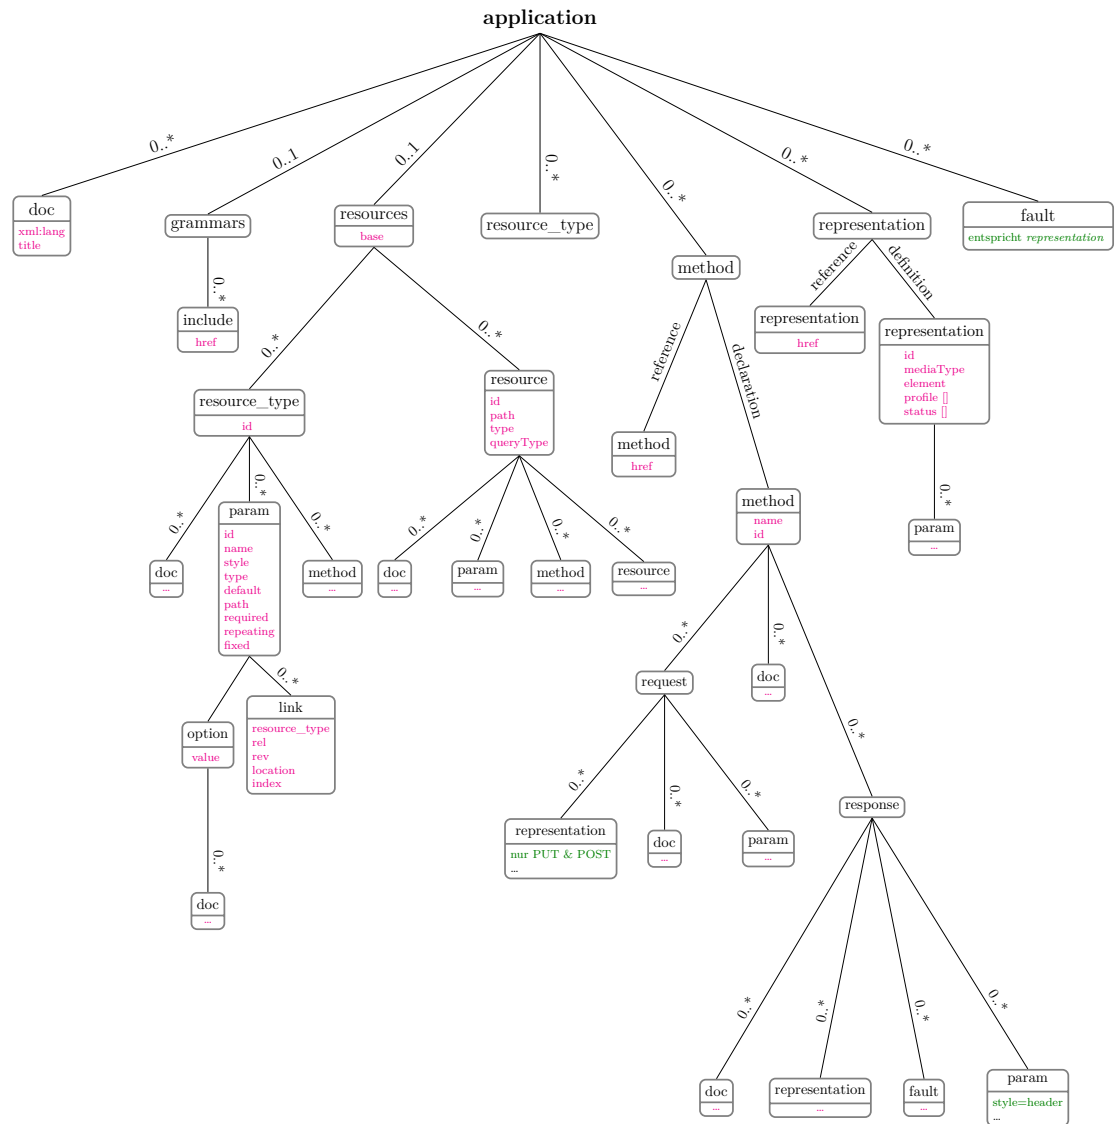 application
0..*
0..1
0..1
0..*
0..*
0..*
0..*
doc
xml:lang
title
grammars
resources
base
resource_type
method
representation
fault
entspricht representation
0..*
include
href
0..*
0..*
reference
declaration
reference
definition
representation
href
representation
id
mediaType
element
profile []
status []
resource_type
id
resource
id
path
type
queryType
method
href
method
name
id
0..*
param
...
0..*
0..*
0..*
doc
...
param
id
name
style
type
default
path
required
repeating
fixed
method
...
0..*
0..*
0..*
0..*
doc
...
param
...
method
...
resource
...
0..*
0..*
0..*
request
doc
...
response
0..*
option
value
link
resource_type
rel
rev
location
index
0..*
doc
...
0..*
0..*
0..*
representation
nur PUT & POST
...
doc
...
param
...
0..*
0..*
0..*
0..*
doc
...
representation
...
fault
...
param
style=header
...